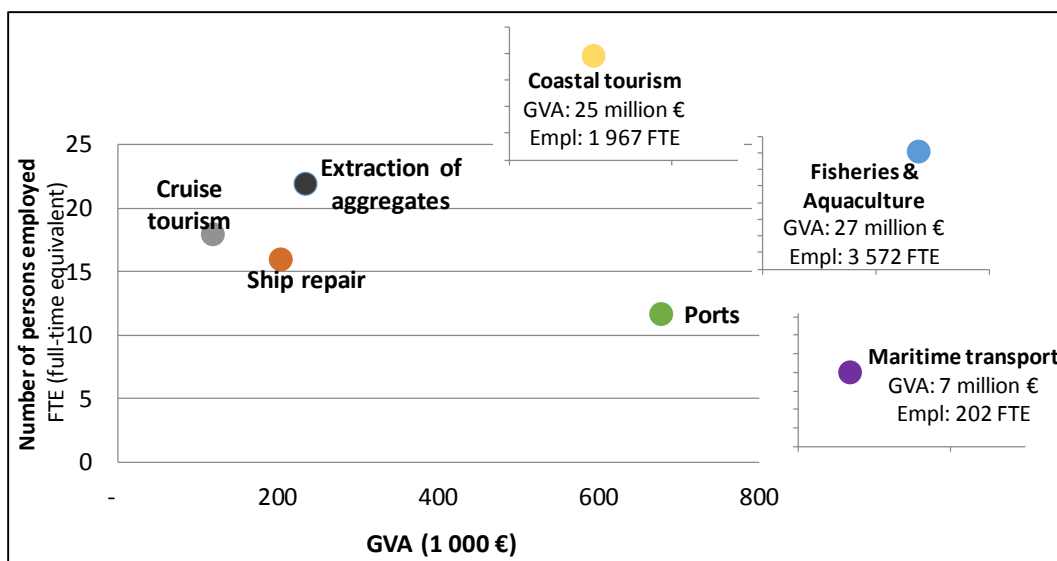 Coastal tourism
GVA: 25 million €
Empl: 1 967 FTE
Fisheries &
Aquaculture
GVA: 27 million €
Empl: 3 572 FTE
Maritime transport
GVA: 7 million €
Empl: 202 FTE
Number of persons employed
FTE (full-time equivalent)
25
20
15
10
5
0
Extraction of
aggregates
Cruise
tourism
Ship repair
Ports
-
200
400
600
800
GVA (1 000 €)